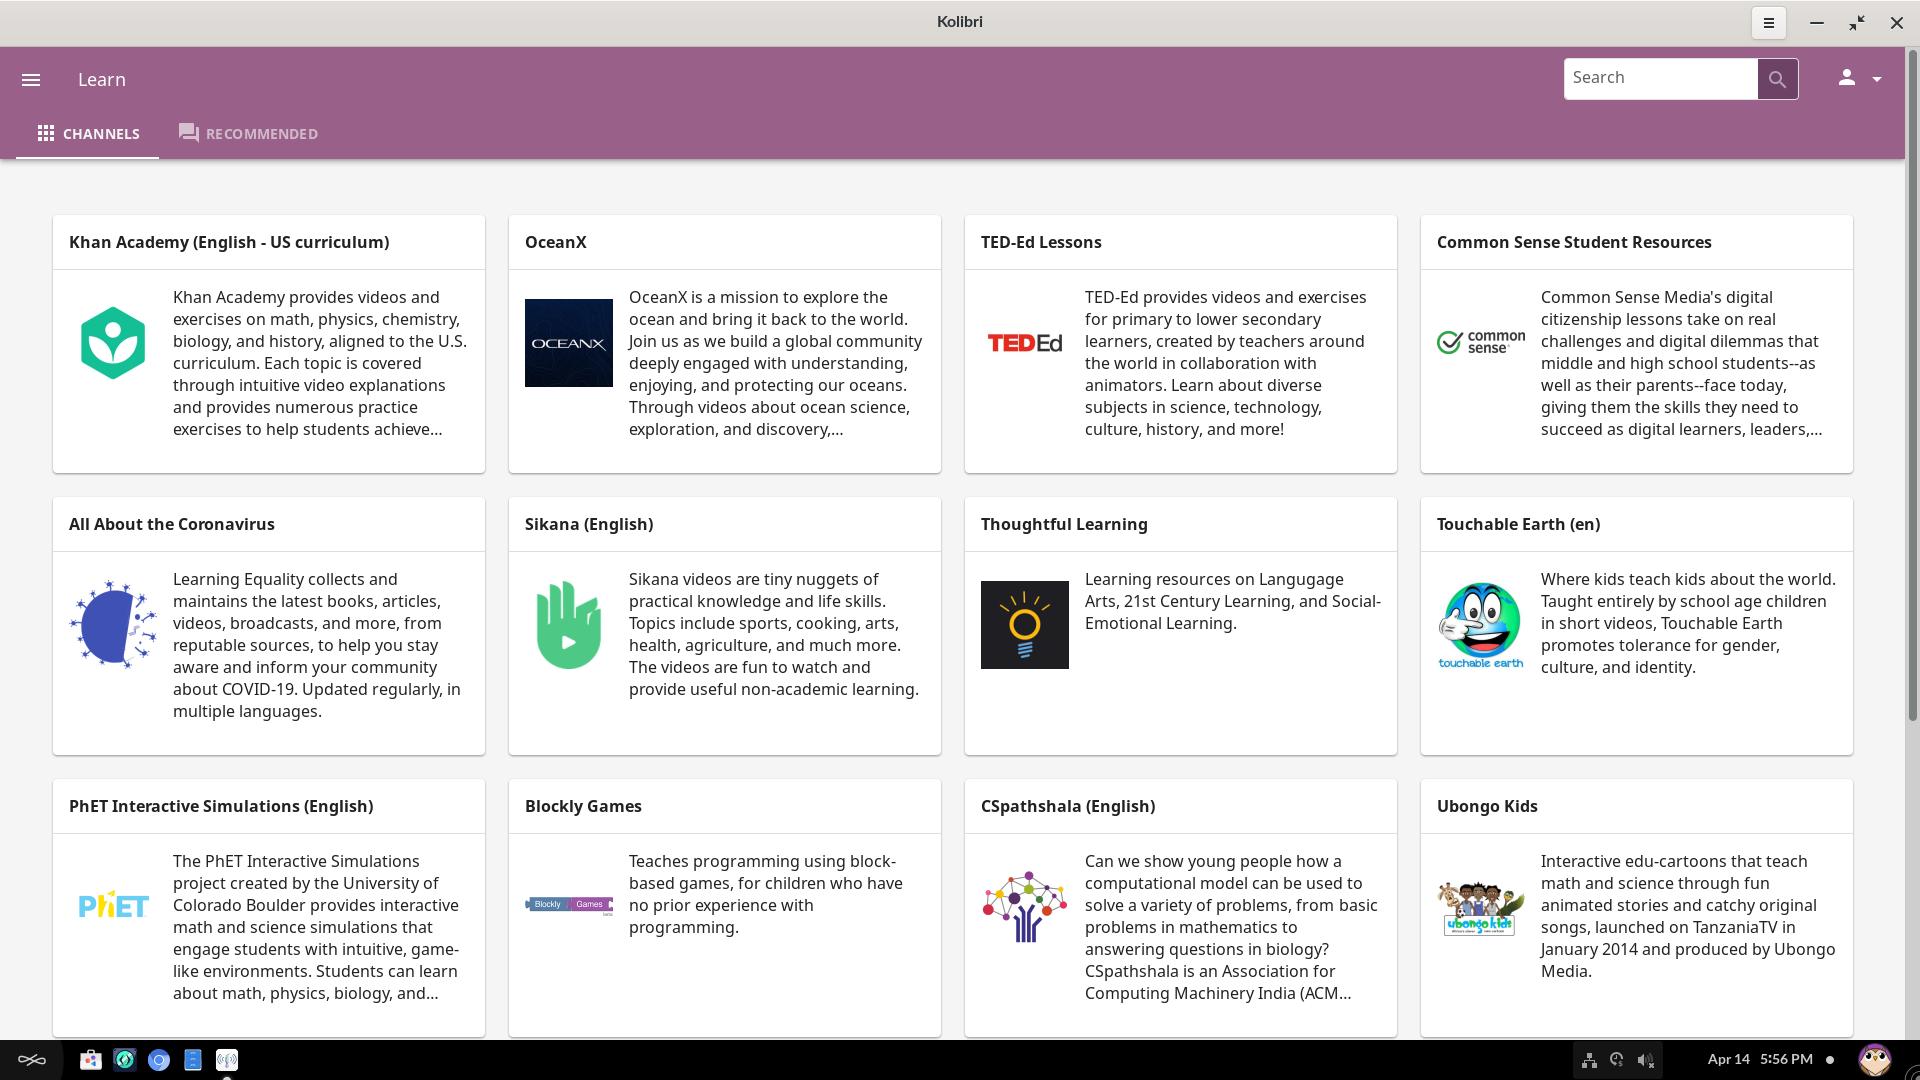 Kolibri
Learn
Search
CHANNELS
RECOMMENDED
Khan Academy (English - US curriculum)
Khan Academy provides videos and
exercises on math, physics, chemistry,
biology, and history, aligned to the U.S.
curriculum. Each topic is covered
through intuitive video explanations
and provides numerous practice
exercises to help students achieve...
OceanX
OCEANX
OceanX is a mission to explore the
ocean and bring it back to the world.
Join us as we build a global community
deeply engaged with understanding,
enjoying, and protecting our oceans.
Through videos about ocean science,
exploration, and discovery,...
TED-Ed Lessons
TEDEd
TED-Ed provides videos and exercises
for primary to lower secondary
learners, created by teachers around
the world in collaboration with
animators. Learn about diverse
subjects in science, technology,
culture, history, and more!
Common Sense Student Resources
common
sense
Common Sense Media's digital
citizenship lessons take on real
challenges and digital dilemmas that
middle and high school students--as
well as their parents--face today,
giving them the skills they need to
succeed as digital learners, leaders,...
All About the Coronavirus
Learning Equality collects and
maintains the latest books, articles,
videos, broadcasts, and more, from
reputable sources, to help you stay
aware and inform your community
about COVID-19. Updated regularly, in
multiple languages.
Sikana (English)
Sikana videos are tiny nuggets of
practical knowledge and life skills.
Topics include sports, cooking, arts,
health, agriculture, and much more.
The videos are fun to watch and
provide useful non-academic learning.
Thoughtful Learning
Learning resources on Langugage
Arts, 21st Century Learning, and Social-
Emotional Learning.
Touchable Earth (en)
touchable earth
Where kids teach kids about the world.
Taught entirely by school age children
in short videos, Touchable Earth
promotes tolerance for gender,
culture, and identity.
PhET Interactive Simulations (English)
PhET
The PhET Interactive Simulations
project created by the University of
Colorado Boulder provides interactive
math and science simulations that
engage students with intuitive, game-
like environments. Students can learn
about math, physics, biology, and...
Blockly Games
Blockly Games
Teaches programming using block-
based games, for children who have
no prior experience with
programming.
CSpathshala (English)
Can we show young people how a
computational model can be used to
solve a variety of problems, from basic
problems in mathematics to
answering questions in biology?
CSpathshala is an Association for
Computing Machinery India (ACM...
Ubongo Kids
ubongo kids
Interactive edu-cartoons that teach
math and science through fun
animated stories and catchy original
songs, launched on TanzaniaTV in
January 2014 and produced by Ubongo
Media.
Apr 14 5:56 PM